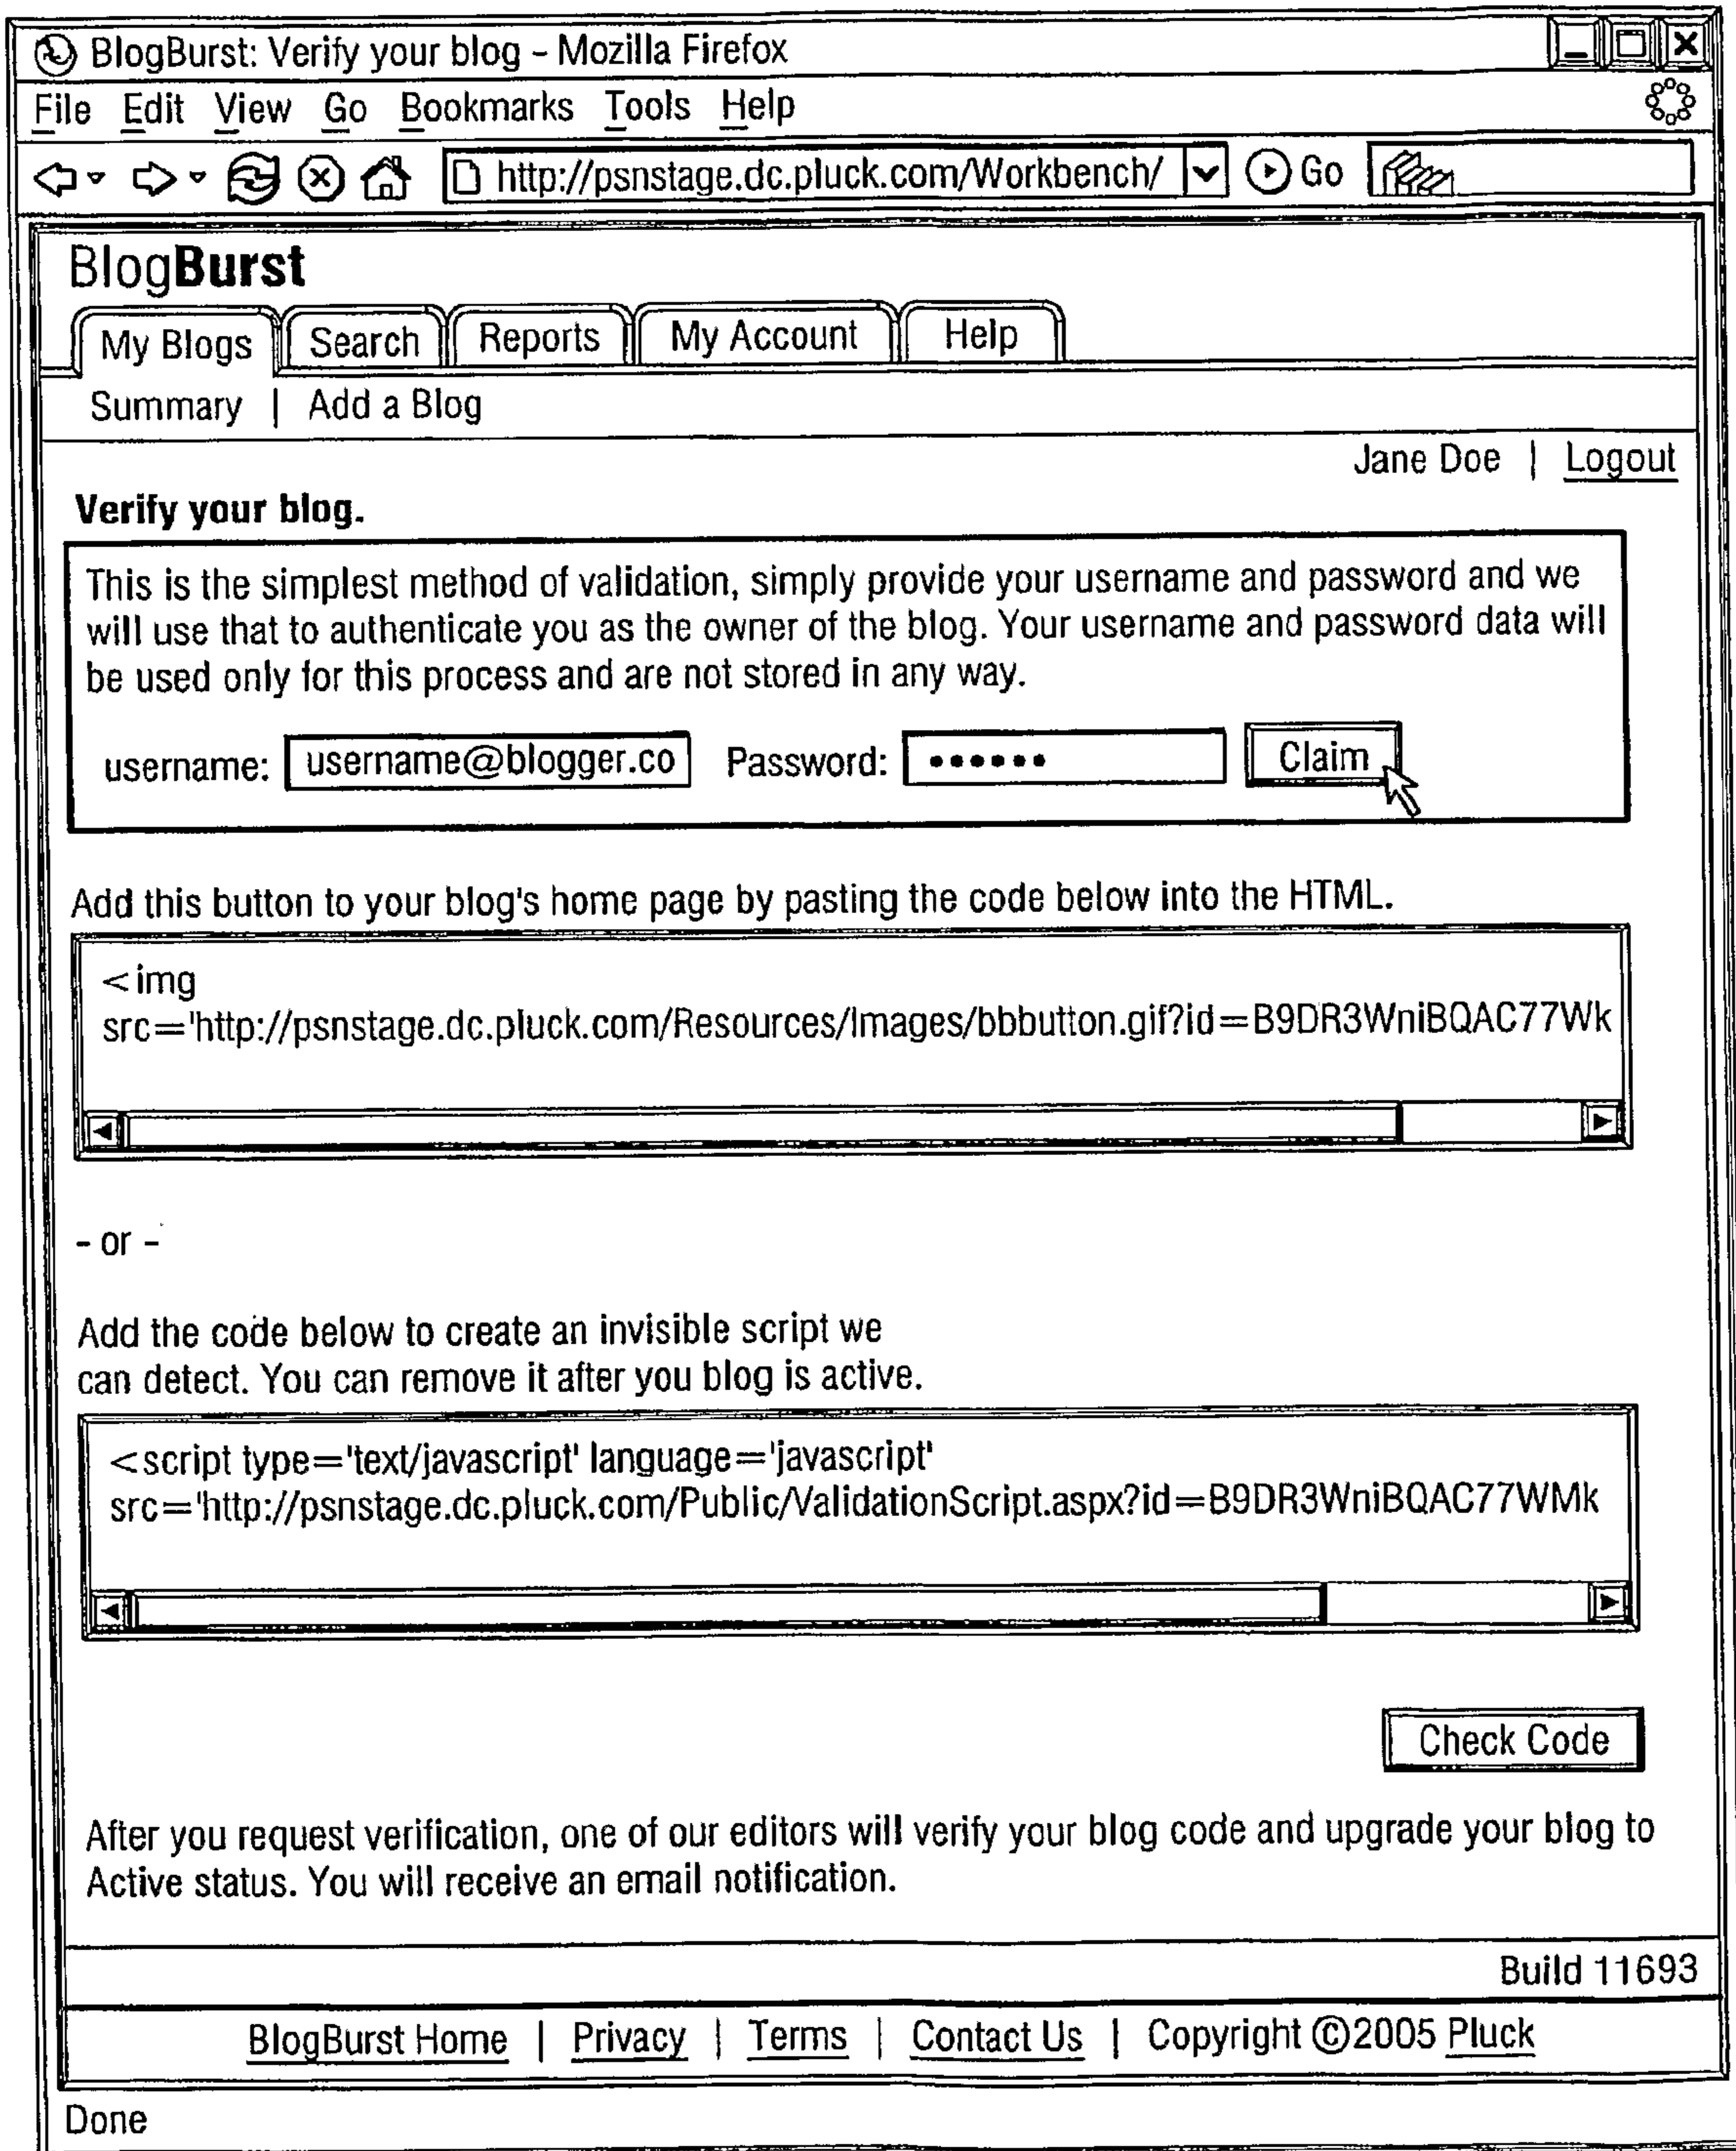 BlogBurst: Verify your blog - Mozilla Firefox
File Edit View Go Bookmarks Tools Help
http://psnstage.dc.pluck.com/Workbench/ Go
BlogBurst
My Blogs Search Reports My Account Help
Summary | Add a Blog
Jane Doe | Logout
Verify your blog.
This is the simplest method of validation, simply provide your username and password and we
will use that to authenticate you as the owner of the blog. Your username and password data will
be used only for this process and are not stored in any way.
username: username@blogger.co Password: •••••• Claim
Add this button to your blog's home page by pasting the code below into the HTML.
<img
src='http://psnstage.dc.pluck.com/Resources/Images/bbbutton.gif?id=B9DR3WniBQAC77Wk
- or -
Add the code below to create an invisible script we
can detect. You can remove it after you blog is active.
<script type='text/javascript' language='javascript'
src='http://psnstage.dc.pluck.com/Public/ValidationScript.aspx?id=B9DR3WniBQAC77WMk
Check Code
After you request verification, one of our editors will verify your blog code and upgrade your blog to
Active status. You will receive an email notification.
Build 11693
BlogBurst Home | Privacy | Terms | Contact Us | Copyright ©2005 Pluck
Done